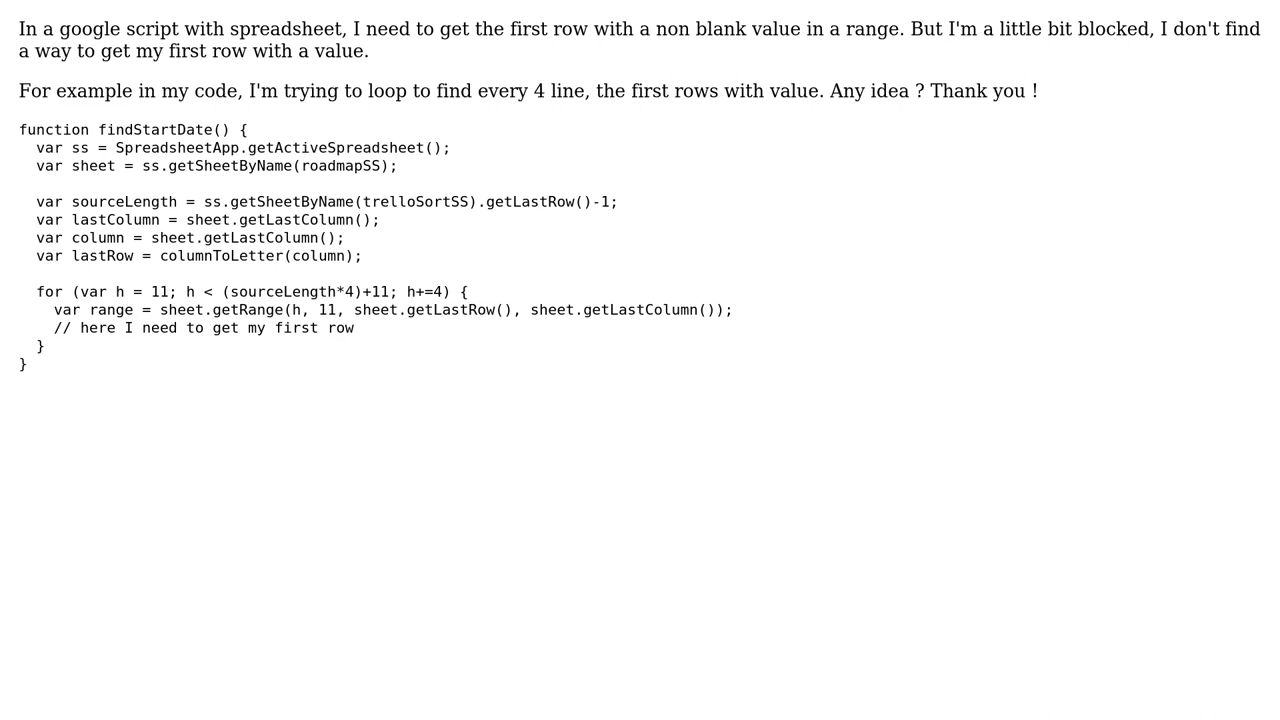 In a google script with spreadsheet, I need to get the first row with a non blank value in a range. But I'm a little bit blocked, I don't find
a way to get my first row with a value.
For example in my code, I'm trying to loop to find every 4 line, the first rows with value. Any idea ? Thank you !
function findStartDate() {
  var ss = SpreadsheetApp.getActiveSpreadsheet();
  var sheet = ss.getSheetByName(roadmapSS);
  var sourceLength = ss.getSheetByName(trelloSortSS).getLastRow()-1;
  var lastColumn = sheet.getLastColumn();
  var column = sheet.getLastColumn();
  var lastRow = columnToLetter(column);
  for (var h = 11; h < (sourceLength*4)+11; h+=4) {
    var range = sheet.getRange(h, 11, sheet.getLastRow(), sheet.getLastColumn());
    // here I need to get my first row
  }
}